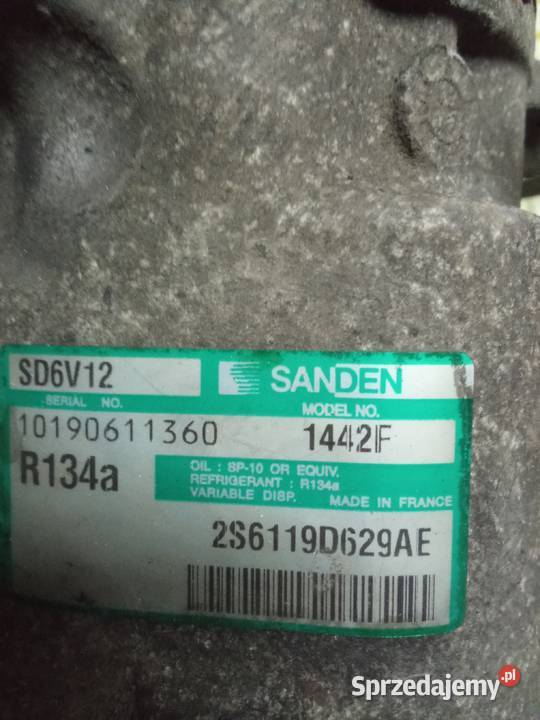 SD6V12
SANDEN
SERIAL NO.
MODEL NO.
10190611360
1442F
R134a
OIL : SP-10 OR EQUIV.
REFRIGERANT : R134a
VARIABLE DISP.
MADE IN FRANCE
2S6119D629AE
Sprzedajemy.pl